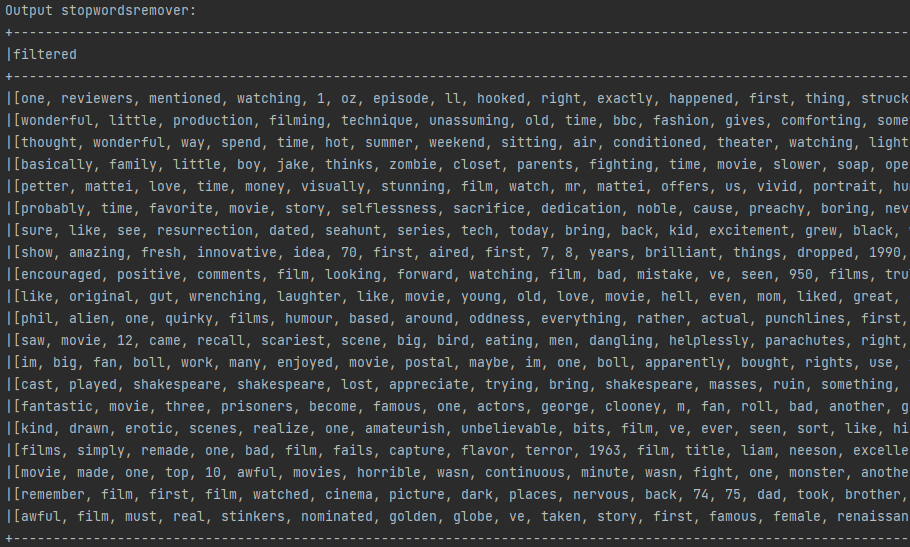 Output stopwordsremover:
+----------------------------------------------------------------------------------------------------------------
|filtered
+----------------------------------------------------------------------------------------------------------------
|[one, reviewers, mentioned, watching, 1, oz, episode, ll, hooked, right, exactly, happened, first, thing, struck
|[wonderful, little, production, filming, technique, unassuming, old, time, bbc, fashion, gives, comforting,
|[thought, wonderful, way, spend, time, hot, summer, weekend, sitting, air, conditioned, theater, watching, light
|[basically, family, little, boy, jake, thinks, zombie, closet, parents, fighting, time, movie, slower, soap,
|[petter, mattei, love, time, money, visually, stunning, film, watch, mr, mattei, offers, us, vivid, portrait,
|[probably, time, favorite, movie, story, selflessness, sacrifice, dedication, noble, cause, preachy, boring,
|[sure, like, see, resurrection, dated, seahunt, series, tech, today, bring, back, kid, excitement, grew, black,
|[show, amazing, fresh, innovative, idea, 70, first, aired, first, 7, 8, years, brilliant, things, dropped, 1990,
|[encouraged, positive, comments, film, looking, forward, watching, film, bad, mistake, ve, seen, 950, films,
|[like, original, gut, wrenching, laughter, like, movie, young, old, love, movie, hell, even, mom, liked, great,
|[phil, alien, one, quirky, films, humour, based, around, oddness, everything, rather, actual, punchlines, first,
|[saw, movie, 12, came, recall, scariest, scene, big, bird, eating, men, dangling, helplessly, parachutes, right,
|[im, big, fan, boll, work, many, enjoyed, movie, postal, maybe, im, one, boll, apparently, bought, rights, use,
|[cast, played, shakespeare, shakespeare, lost, appreciate, trying, bring, shakespeare, masses, ruin, something,
|[fantastic, movie, three, prisoners, become, famous, one, actors, george, clooney, m, fan, roll, bad, another, g
|[kind, drawn, erotic, scenes, realize, one, amateurish, unbelievable, bits, film, ve, ever, seen, sort, like, hi
|[films, simply, remade, one, bad, film, fails, capture, flavor, terror, 1963, film, title, liam, neeson, excelle
|[movie, made, one, top, 10, awful, movies, horrible, wasn, continuous, minute, wasn, fight, one, monster, anothe
|[remember, film, first, film, watched, cinema, picture, dark, places, nervous, back, 74, 75, dad, took, brother,
|[awful, film, must, real, stinkers, nominated, golden, globe, ve, taken, story, first, famous, female, renaissan
+----------------------------------------------------------------------------------------------------------------